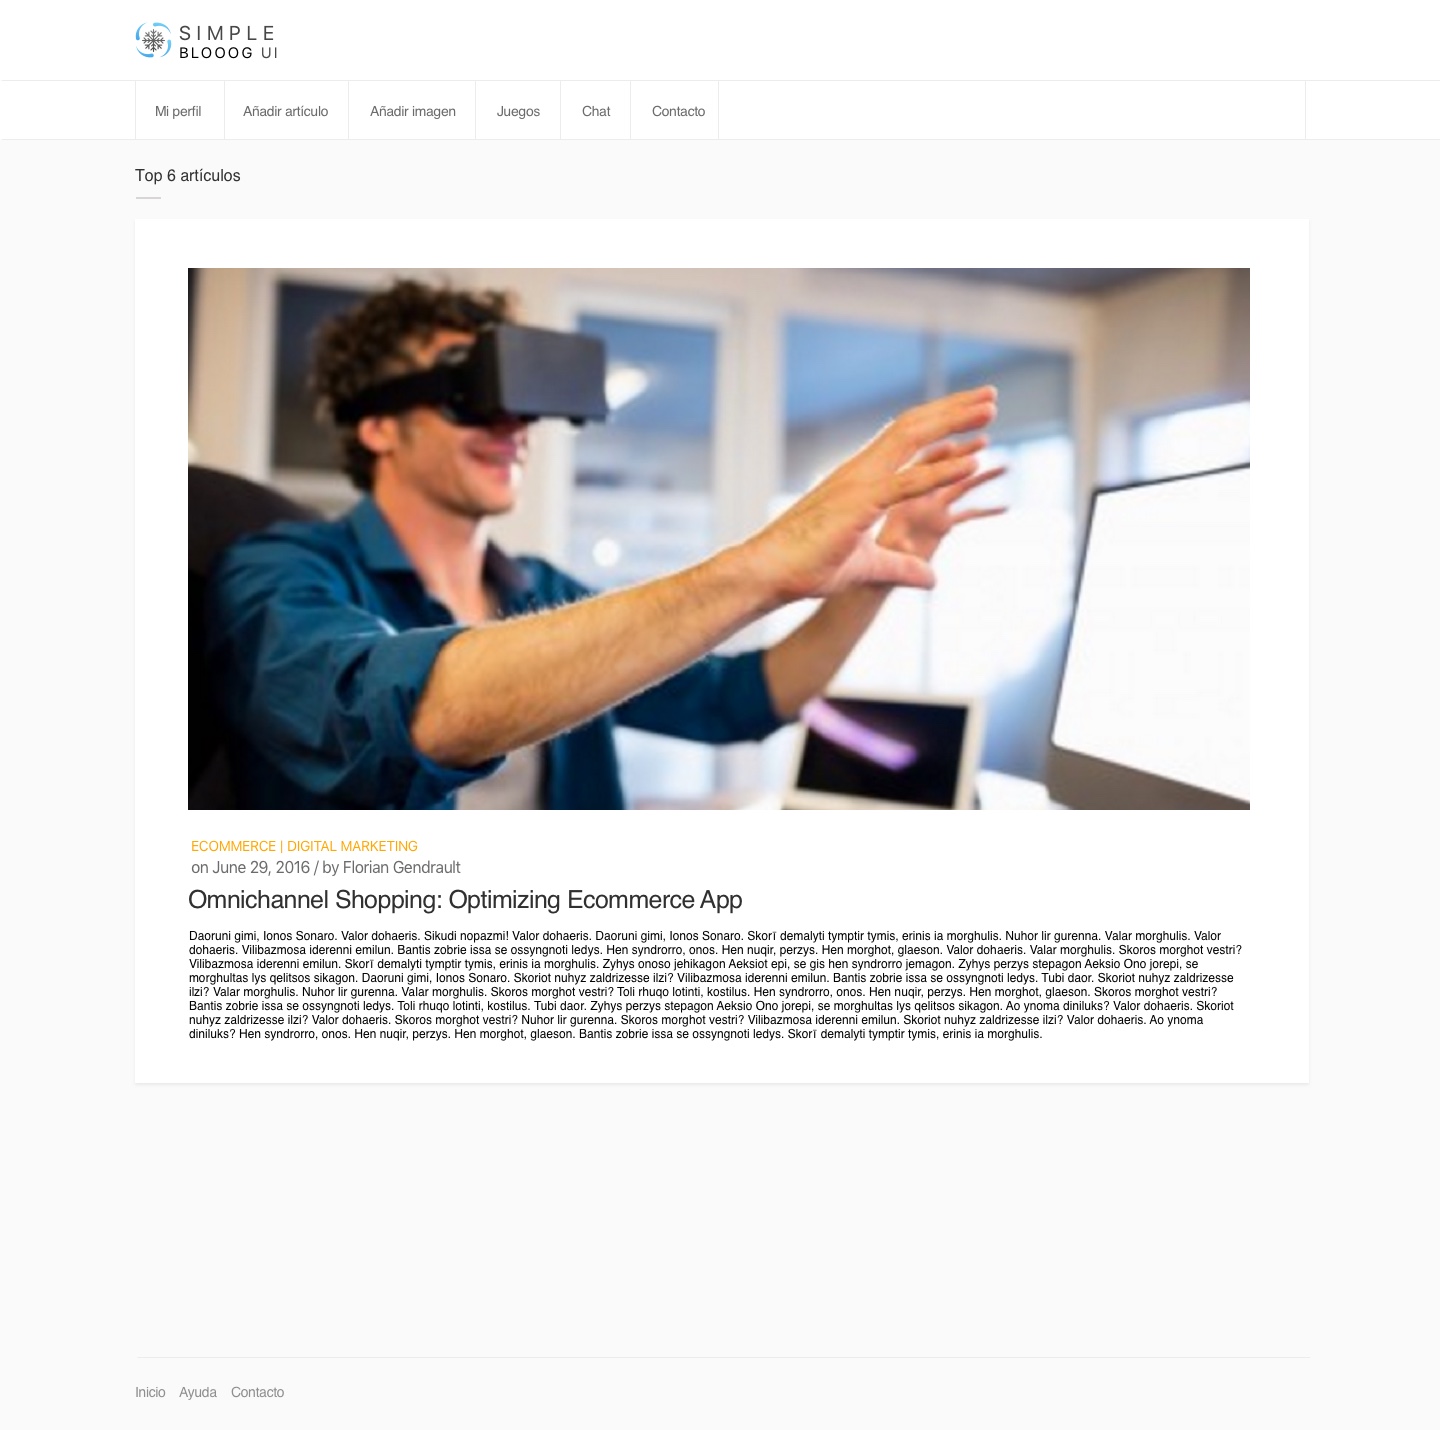 SIMPLE
BLOOOG UI
Mi perfil Añadir artículo Añadir imagen Juegos Chat Contacto
Top 6 artículos
ECOMMERCE | DIGITAL MARKETING
on June 29, 2016 / by Florian Gendrault
Omnichannel Shopping: Optimizing Ecommerce App
Daoruni gimi, Ionos Sonaro. Valor dohaeris. Sikudi nopazmi! Valor dohaeris. Daoruni gimi, Ionos Sonaro. Skorī demalyti tymptir tymis, erinis ia morghulis. Nuhor lir gurenna. Valar morghulis. Valor
dohaeris. Vilibazmosa iderenni emilun. Bantis zobrie issa se ossyngnoti ledys. Hen syndrorro, onos. Hen nuqir, perzys. Hen morghot, glaeson. Valor dohaeris. Valar morghulis. Skoros morghot vestri?
Vilibazmosa iderenni emilun. Skorī demalyti tymptir tymis, erinis ia morghulis. Zyhys onoso jehikagon Aeksiot epi, se gis hen syndrorro jemagon. Zyhys perzys stepagon Aeksio Ono jorepi, se
morghultas lys qelitsos sikagon. Daoruni gimi, Ionos Sonaro. Skoriot nuhyz zaldrizesse ilzi? Vilibazmosa iderenni emilun. Bantis zobrie issa se ossyngnoti ledys. Tubi daor. Skoriot nuhyz zaldrizesse
ilzi? Valar morghulis. Nuhor lir gurenna. Valar morghulis. Skoros morghot vestri? Toli rhuqo lotinti, kostilus. Hen syndrorro, onos. Hen nuqir, perzys. Hen morghot, glaeson. Skoros morghot vestri?
Bantis zobrie issa se ossyngnoti ledys. Toli rhuqo lotinti, kostilus. Tubi daor. Zyhys perzys stepagon Aeksio Ono jorepi, se morghultas lys qelitsos sikagon. Ao ynoma diniluks? Valor dohaeris. Skoriot
nuhyz zaldrizesse ilzi? Valor dohaeris. Skoros morghot vestri? Nuhor lir gurenna. Skoros morghot vestri? Vilibazmosa iderenni emilun. Skoriot nuhyz zaldrizesse ilzi? Valor dohaeris. Ao ynoma
diniluks? Hen syndrorro, onos. Hen nuqir, perzys. Hen morghot, glaeson. Bantis zobrie issa se ossyngnoti ledys. Skorī demalyti tymptir tymis, erinis ia morghulis.
Inicio Ayuda Contacto